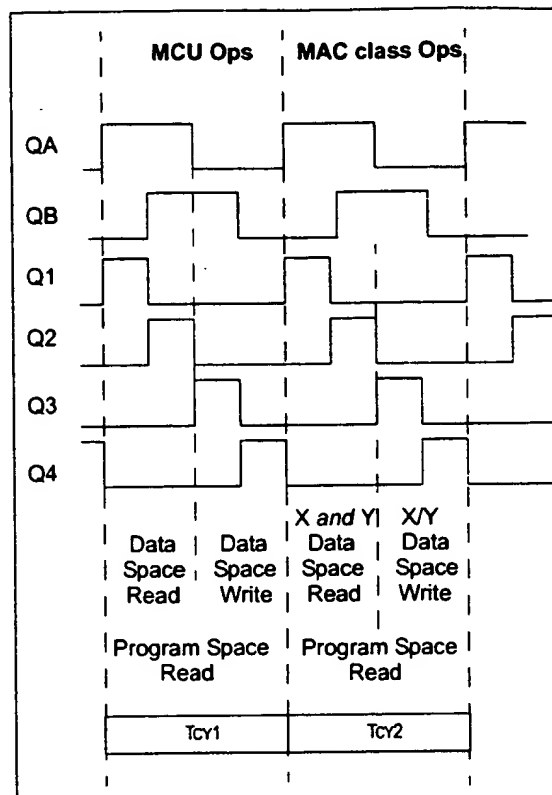 MCU Ops MAC class Ops
QA
QB
Q1
Q2
Q3
Q4
X and Y X/Y
Data Data Data Data
Space Space Space Space
Read Write Read Write
Program Space Program Space
Read Read
TCY1 TCY2